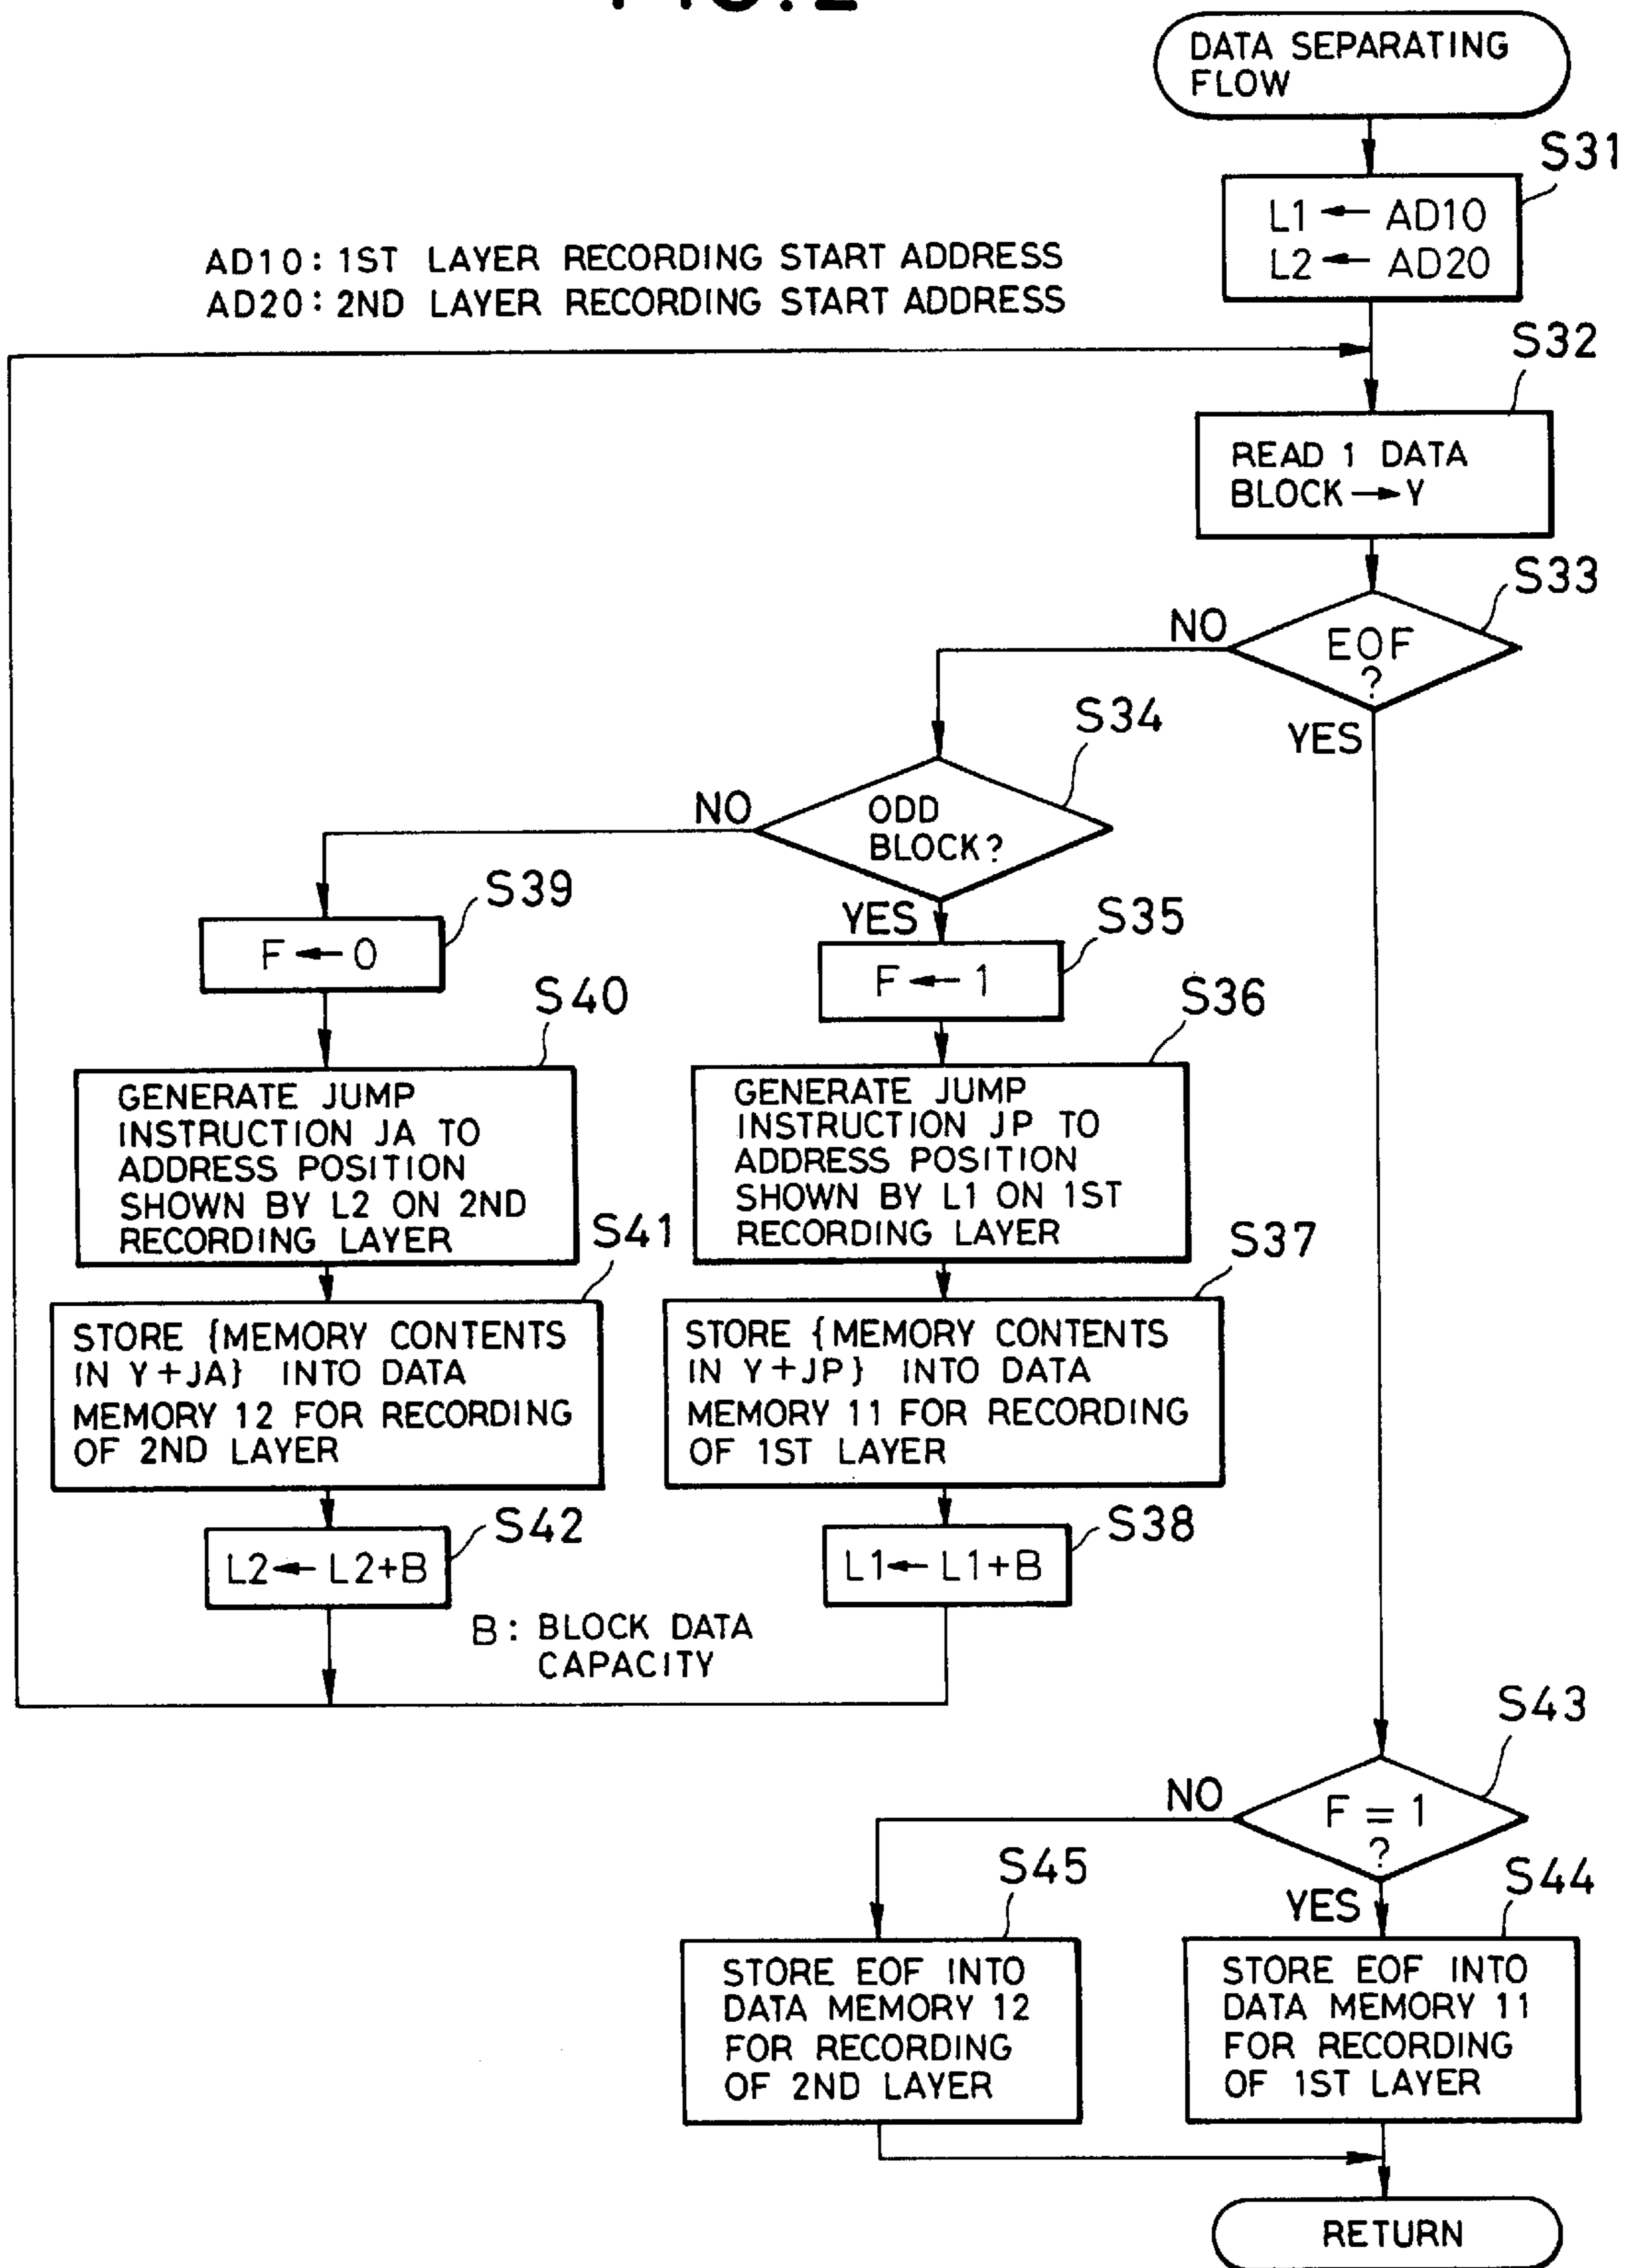 FIG. 2
DATA SEPARATING
FLOW
S31
L1 ← AD10
L2 ← AD20
AD10: 1ST LAYER RECORDING START ADDRESS
AD20: 2ND LAYER RECORDING START ADDRESS
S32
READ 1 DATA
BLOCK → Y
S33
NO
EOF
?
YES
S34
NO
ODD
BLOCK?
YES
S39
F ← 0
S35
F ← 1
S40
GENERATE JUMP
INSTRUCTION JA TO
ADDRESS POSITION
SHOWN BY L2 ON 2ND
RECORDING LAYER
S36
GENERATE JUMP
INSTRUCTION JP TO
ADDRESS POSITION
SHOWN BY L1 ON 1ST
RECORDING LAYER
S41
STORE {MEMORY CONTENTS
IN Y+JA} INTO DATA
MEMORY 12 FOR RECORDING
OF 2ND LAYER
S37
STORE {MEMORY CONTENTS
IN Y+JP} INTO DATA
MEMORY 11 FOR RECORDING
OF 1ST LAYER
S42
L2 ← L2+B
S38
L1 ← L1+B
B: BLOCK DATA
CAPACITY
S43
NO
F = 1
?
YES
S45
STORE EOF INTO
DATA MEMORY 12
FOR RECORDING
OF 2ND LAYER
S44
STORE EOF INTO
DATA MEMORY 11
FOR RECORDING
OF 1ST LAYER
RETURN